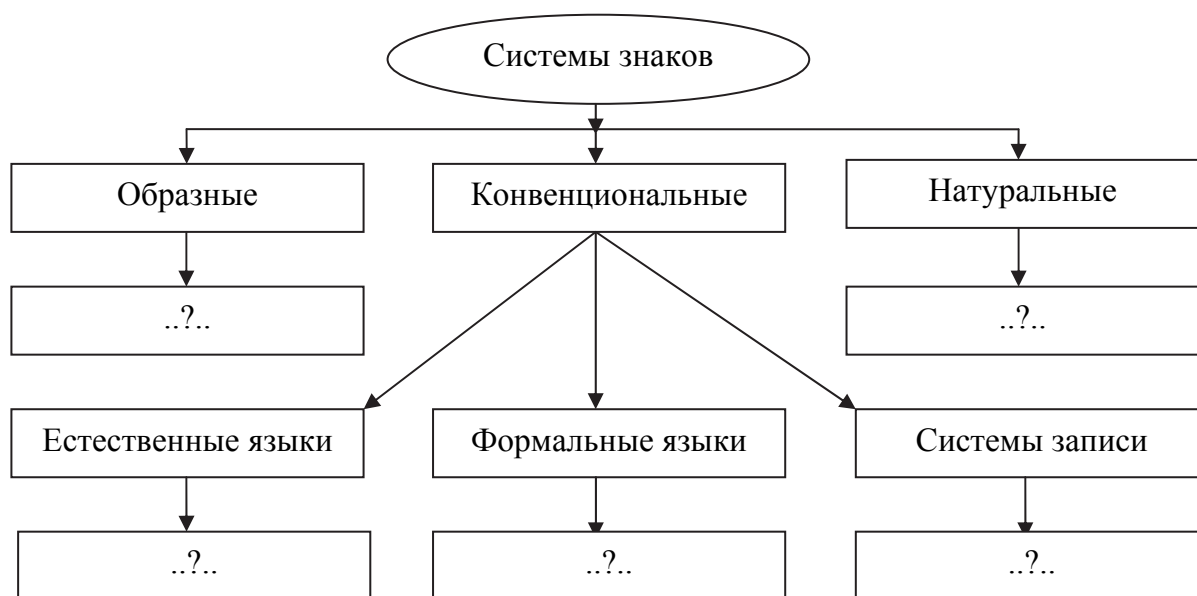 Системы знаков
Образные
Конвенциональные
Натуральные
..?..
..?..
Естественные языки
Формальные языки
Системы записи
..?..
..?..
..?..